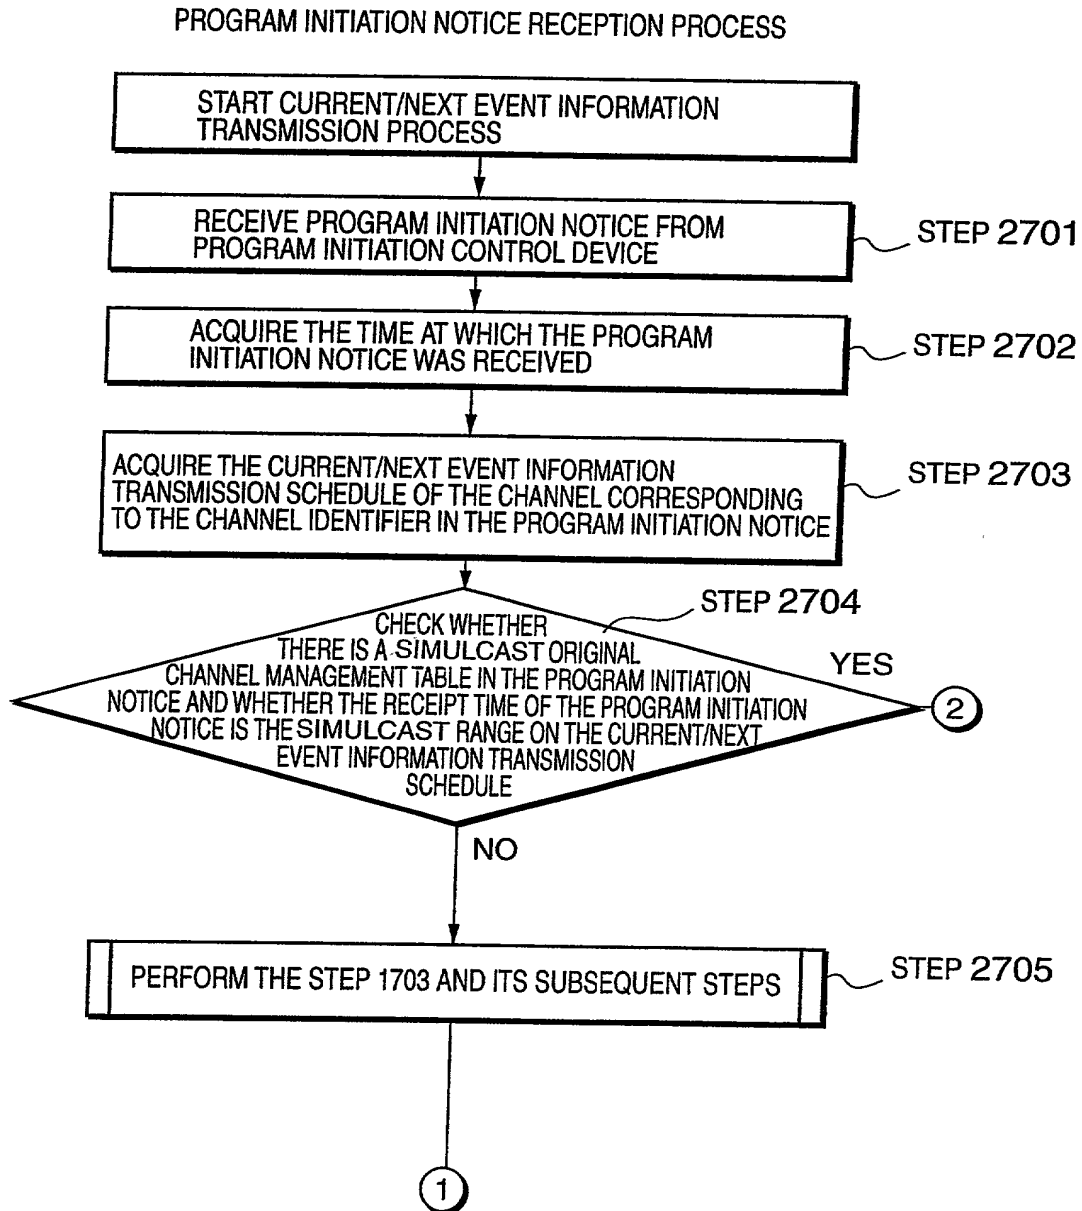 PROGRAM INITIATION NOTICE RECEPTION PROCESS
START CURRENT/NEXT EVENT INFORMATION
TRANSMISSION PROCESS
RECEIVE PROGRAM INITIATION NOTICE FROM
PROGRAM INITIATION CONTROL DEVICE
STEP 2701
ACQUIRE THE TIME AT WHICH THE PROGRAM
INITIATION NOTICE WAS RECEIVED
STEP 2702
ACQUIRE THE CURRENT/NEXT EVENT INFORMATION
TRANSMISSION SCHEDULE OF THE CHANNEL CORRESPONDING
TO THE CHANNEL IDENTIFIER IN THE PROGRAM INITIATION NOTICE
STEP 2703
STEP 2704
CHECK WHETHER
THERE IS A SIMULCAST ORIGINAL
CHANNEL MANAGEMENT TABLE IN THE PROGRAM INITIATION
NOTICE AND WHETHER THE RECEIPT TIME OF THE PROGRAM INITIATION
NOTICE IS THE SIMULCAST RANGE ON THE CURRENT/NEXT
EVENT INFORMATION TRANSMISSION
SCHEDULE
YES
2
NO
PERFORM THE STEP 1703 AND ITS SUBSEQUENT STEPS
STEP 2705
1